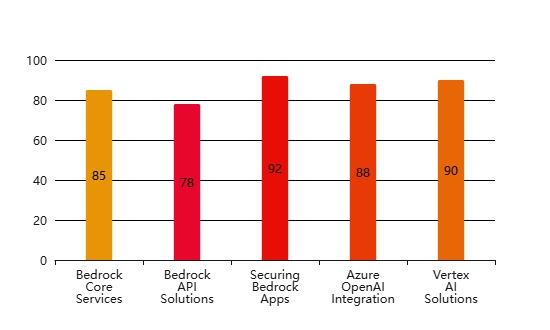 100
80
60
40
20
0
85
78
92
88
90
Bedrock
Core
Services
Bedrock
API
Solutions
Securing
Bedrock
Apps
Azure
OpenAI
Integration
Vertex
AI
Solutions